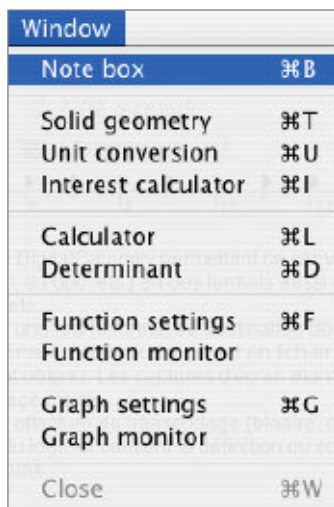 Window
Note box ⌘B
Solid geometry ⌘T
Unit conversion ⌘U
Interest calculator ⌘I
Calculator ⌘L
Determinant ⌘D
Function settings ⌘F
Function monitor
Graph settings ⌘G
Graph monitor
Close ⌘W